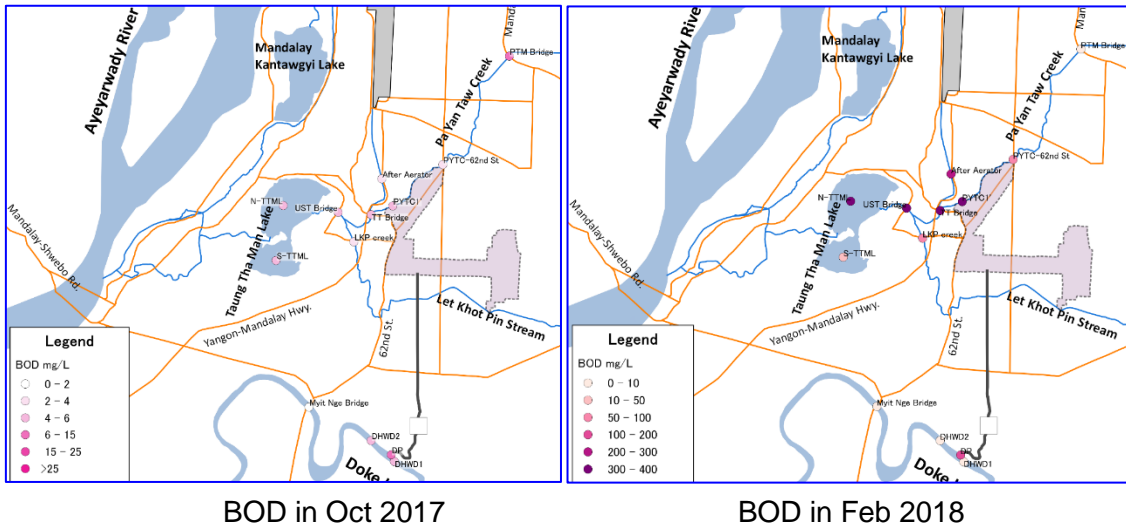 Mandalay
Kantawgyi Lake
Ayeyarwady River
Pa Yan Taw Creek
PTM Bridge
PYTC-62nd St.
After Aerator
N-TTML
UST Bridge
PYTC1
TT Bridge
LKP creek
S-TTML
Taung Tha Man Lake
Mandalay-Shwebo Rd.
Yangon-Mandalay Hwy.
62nd St.
Let Khot Pin Stream
Myit Nge Bridge
DHWD2
DP
DHWD1
Legend
BOD mg/L
0 - 2
2 - 4
4 - 6
6 - 15
15 - 25
>25
BOD in Oct 2017
Mandalay
Kantawgyi Lake
Ayeyarwady River
Pa Yan Taw Creek
PTM Bridge
PYTC-62nd St.
After Aerator
UST Bridge
PYTC1
TT Bridge
LKP creek
S-TTML
Taung Tha Man Lake
Mandalay-Shwebo Rd.
Yangon-Mandalay Hwy.
62nd St.
Let Khot Pin Stream
Myit Nge Bridge
DHWD2
DP
DHWD1
Legend
BOD mg/L
0 - 10
10 - 50
50 - 100
100 - 200
200 - 300
300 - 400
BOD in Feb 2018